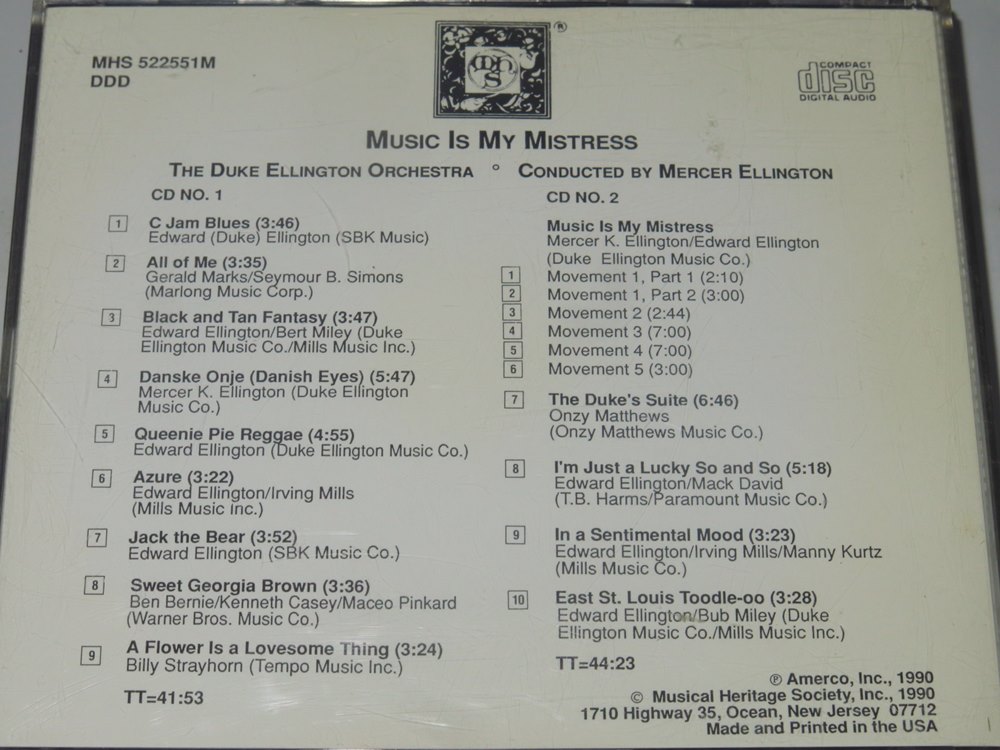 MHS 522551M
DDD
®
COMPACT
disc
DIGITAL AUDIO
MUSIC IS MY MISTRESS
THE DUKE ELLINGTON ORCHESTRA ° CONDUCTED BY MERCER ELLINGTON
CD NO. 1
1 C Jam Blues (3:46)
Edward (Duke) Ellington (SBK Music)
2 All of Me (3:35)
Gerald Marks/Seymour B. Simons
(Marlong Music Corp.)
3 Black and Tan Fantasy (3:47)
Edward Ellington/Bert Miley (Duke
Ellington Music Co./Mills Music Inc.)
4 Danske Onje (Danish Eyes) (5:47)
Mercer K. Ellington (Duke Ellington
Music Co.)
5 Queenie Pie Reggae (4:55)
Edward Ellington (Duke Ellington Music Co.)
6 Azure (3:22)
Edward Ellington/Irving Mills
(Mills Music Inc.)
7 Jack the Bear (3:52)
Edward Ellington (SBK Music Co.)
8 Sweet Georgia Brown (3:36)
Ben Bernie/Kenneth Casey/Maceo Pinkard
(Warner Bros. Music Co.)
9 A Flower Is a Lovesome Thing (3:24)
Billy Strayhorn (Tempo Music Inc.)
TT=41:53
CD NO. 2
Music Is My Mistress
Mercer K. Ellington/Edward Ellington
(Duke Ellington Music Co.)
1 Movement 1, Part 1 (2:10)
2 Movement 1, Part 2 (3:00)
3 Movement 2 (2:44)
4 Movement 3 (7:00)
5 Movement 4 (7:00)
6 Movement 5 (3:00)
7 The Duke's Suite (6:46)
Onzy Matthews
(Onzy Matthews Music Co.)
8 I'm Just a Lucky So and So (5:18)
Edward Ellington/Mack David
(T.B. Harms/Paramount Music Co.)
9 In a Sentimental Mood (3:23)
Edward Ellington/Irving Mills/Manny Kurtz
(Mills Music Co.)
10 East St. Louis Toodle-oo (3:28)
Edward Ellington/Bub Miley (Duke
Ellington Music Co./Mills Music Inc.)
TT=44:23
℗ Amerco, Inc., 1990
© Musical Heritage Society, Inc., 1990
1710 Highway 35, Ocean, New Jersey 07712
Made and Printed in the USA